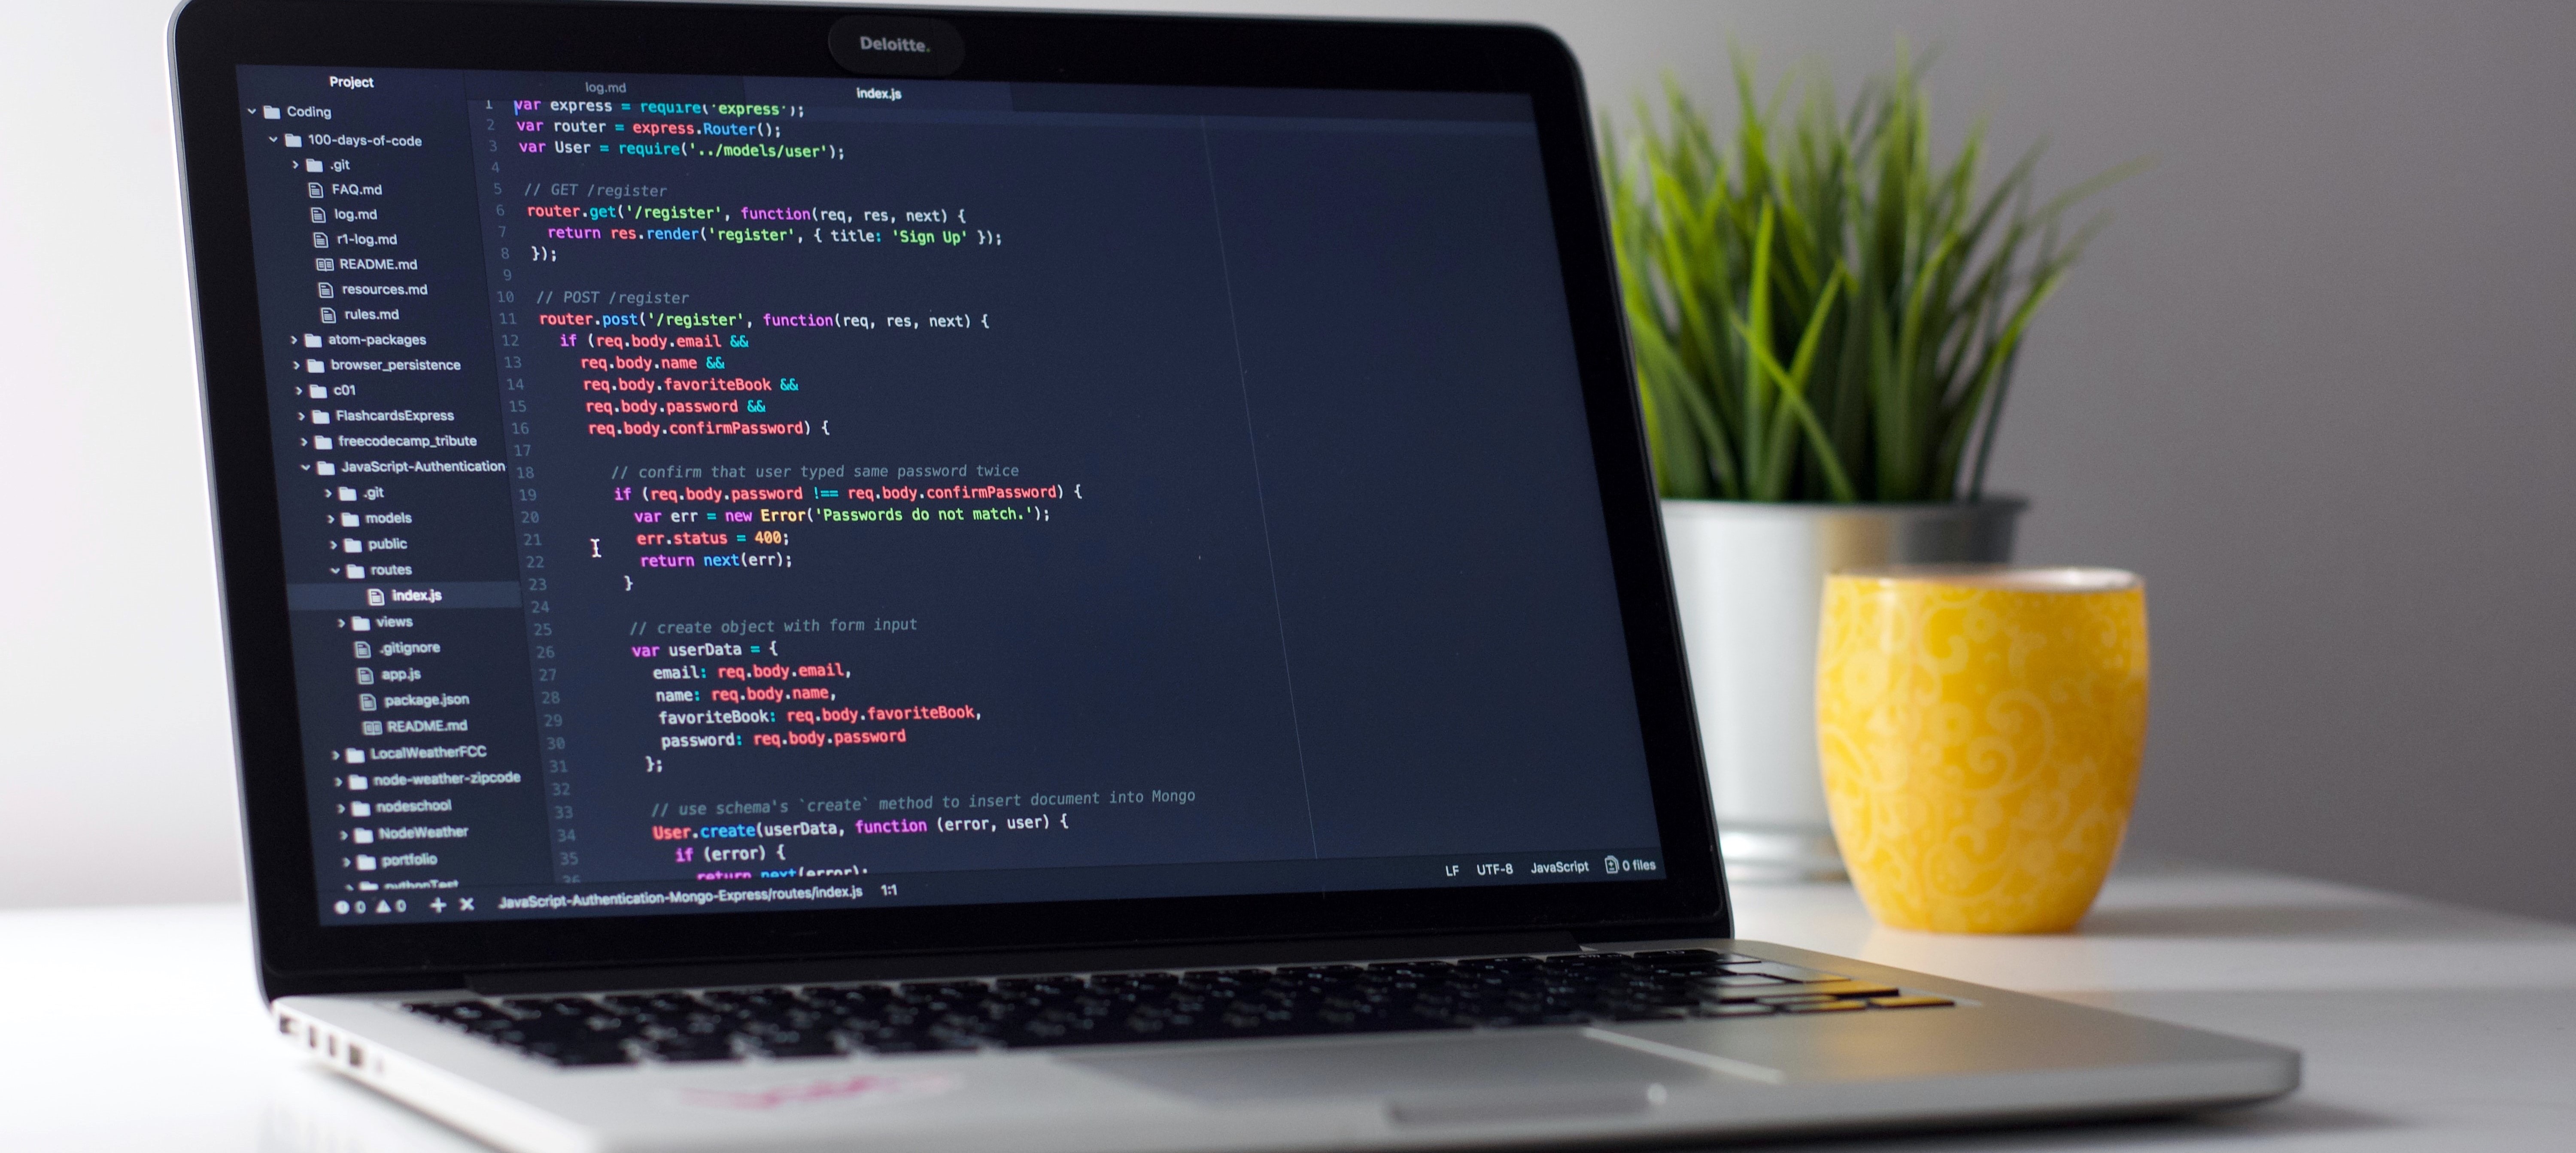 Deloitte.
Project
Coding
100-days-of-code
.git
FAQ.md
log.md
r1-log.md
README.md
resources.md
rules.md
atom-packages
browser_persistence
c01
FlashcardsExpress
freecodecamp_tribute
JavaScript-Authentication
.git
models
public
routes
index.js
views
.gitignore
app.js
package.json
README.md
LocalWeatherFCC
node-weather-zipcode
nodeschool
NodeWeather
portfolio
pythonTest
log.md
index.js
1 var express = require('express');
2 var router = express.Router();
3 var User = require('../models/user');
4
5 // GET /register
6 router.get('/register', function(req, res, next) {
7 return res.render('register', { title: 'Sign Up' });
8 });
9
10 // POST /register
11 router.post('/register', function(req, res, next) {
12 if (req.body.email &&
13 req.body.name &&
14 req.body.favoriteBook &&
15 req.body.password &&
16 req.body.confirmPassword) {
17
18 // confirm that user typed same password twice
19 if (req.body.password !== req.body.confirmPassword) {
20 var err = new Error('Passwords do not match.');
21 err.status = 400;
22 return next(err);
23 }
24
25 // create object with form input
26 var userData = {
27 email: req.body.email,
28 name: req.body.name,
29 favoriteBook: req.body.favoriteBook,
30 password: req.body.password
31 };
32
33 // use schema's `create` method to insert document into Mongo
34 User.create(userData, function (error, user) {
35 if (error) {
36 return next(error);
0 0 JavaScript-Authentication-Mongo-Express/routes/index.js 1:1
LF UTF-8 JavaScript 0 files